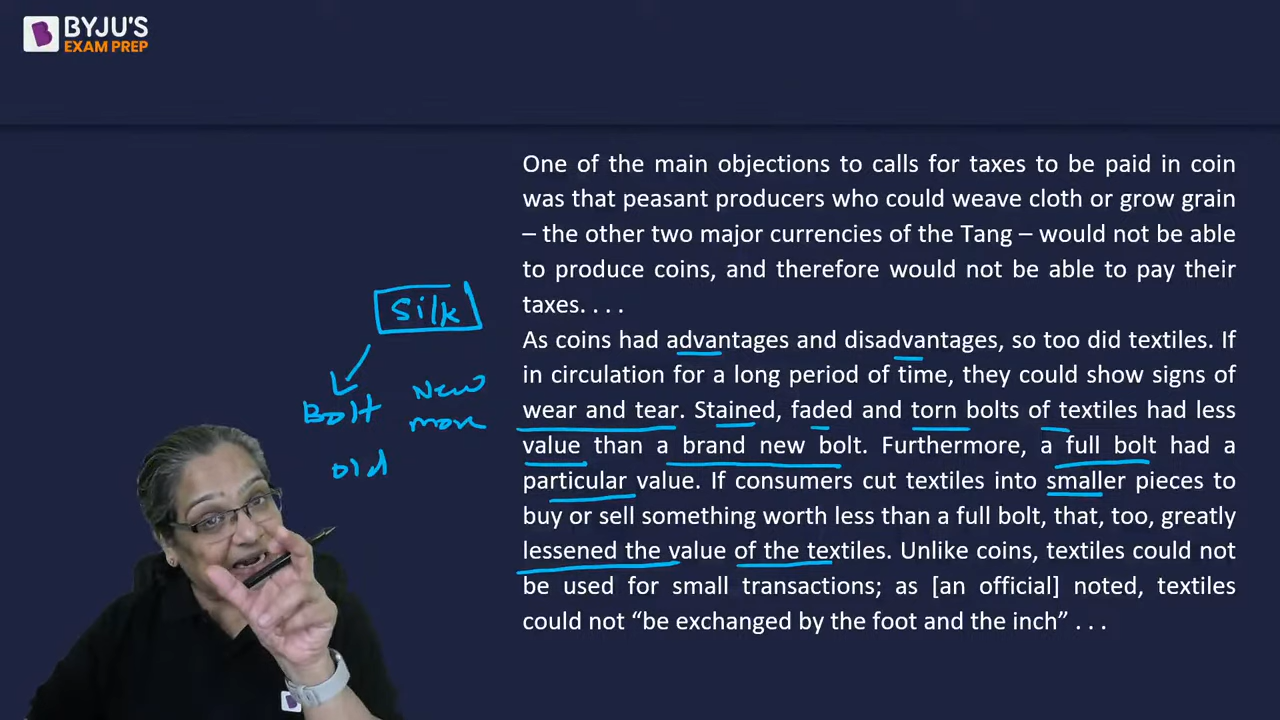 BYJU'S
EXAM PREP
One of the main objections to calls for taxes to be paid in coin
was that peasant producers who could weave cloth or grow grain
– the other two major currencies of the Tang – would not be able
to produce coins, and therefore would not be able to pay their
taxes. . . .
As coins had advantages and disadvantages, so too did textiles. If
in circulation for a long period of time, they could show signs of
wear and tear. Stained, faded and torn bolts of textiles had less
value than a brand new bolt. Furthermore, a full bolt had a
particular value. If consumers cut textiles into smaller pieces to
buy or sell something worth less than a full bolt, that, too, greatly
lessened the value of the textiles. Unlike coins, textiles could not
be used for small transactions; as [an official] noted, textiles
could not “be exchanged by the foot and the inch” . . .
Silk
Bolt New
more
old